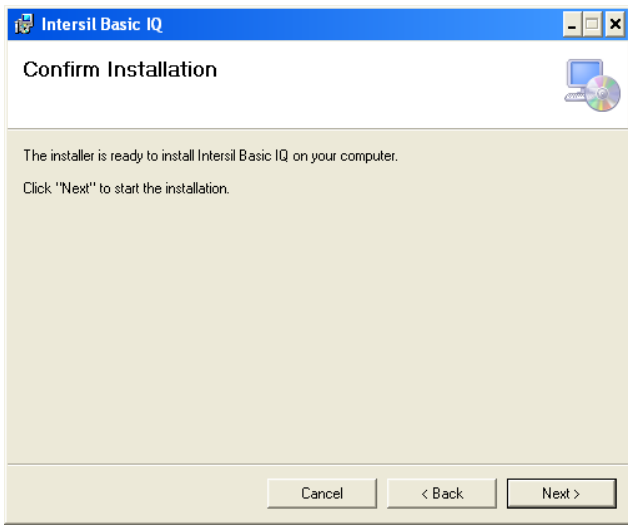 Intersil Basic IQ
Confirm Installation
The installer is ready to install Intersil Basic IQ on your computer.
Click "Next" to start the installation.
Cancel
< Back
Next >